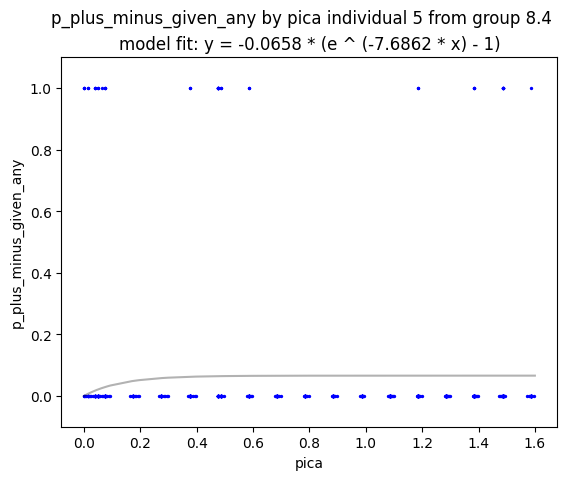 p_plus_minus_given_any by pica individual 5 from group 8.4
model fit: y = -0.0658 * (e ^ (-7.6862 * x) - 1)
1.0
0.8
0.6
0.4
0.2
0.0
p_plus_minus_given_any
0.0 0.2 0.4 0.6 0.8 1.0 1.2 1.4 1.6
pica